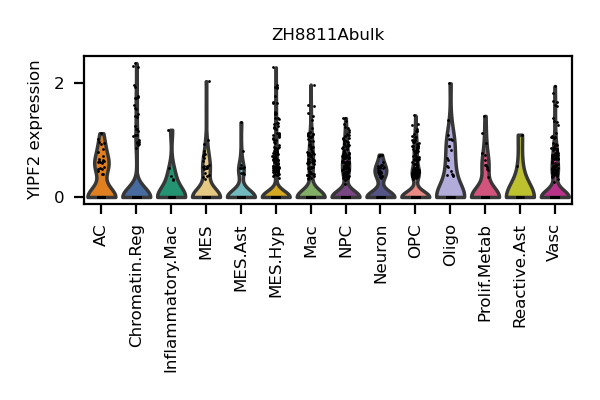 ZH8811Abulk
YIPF2 expression
2
0
AC
Chromatin.Reg
Inflammatory.Mac
MES
MES.Ast
MES.Hyp
Mac
NPC
Neuron
OPC
Oligo
Prolif.Metab
Reactive.Ast
Vasc